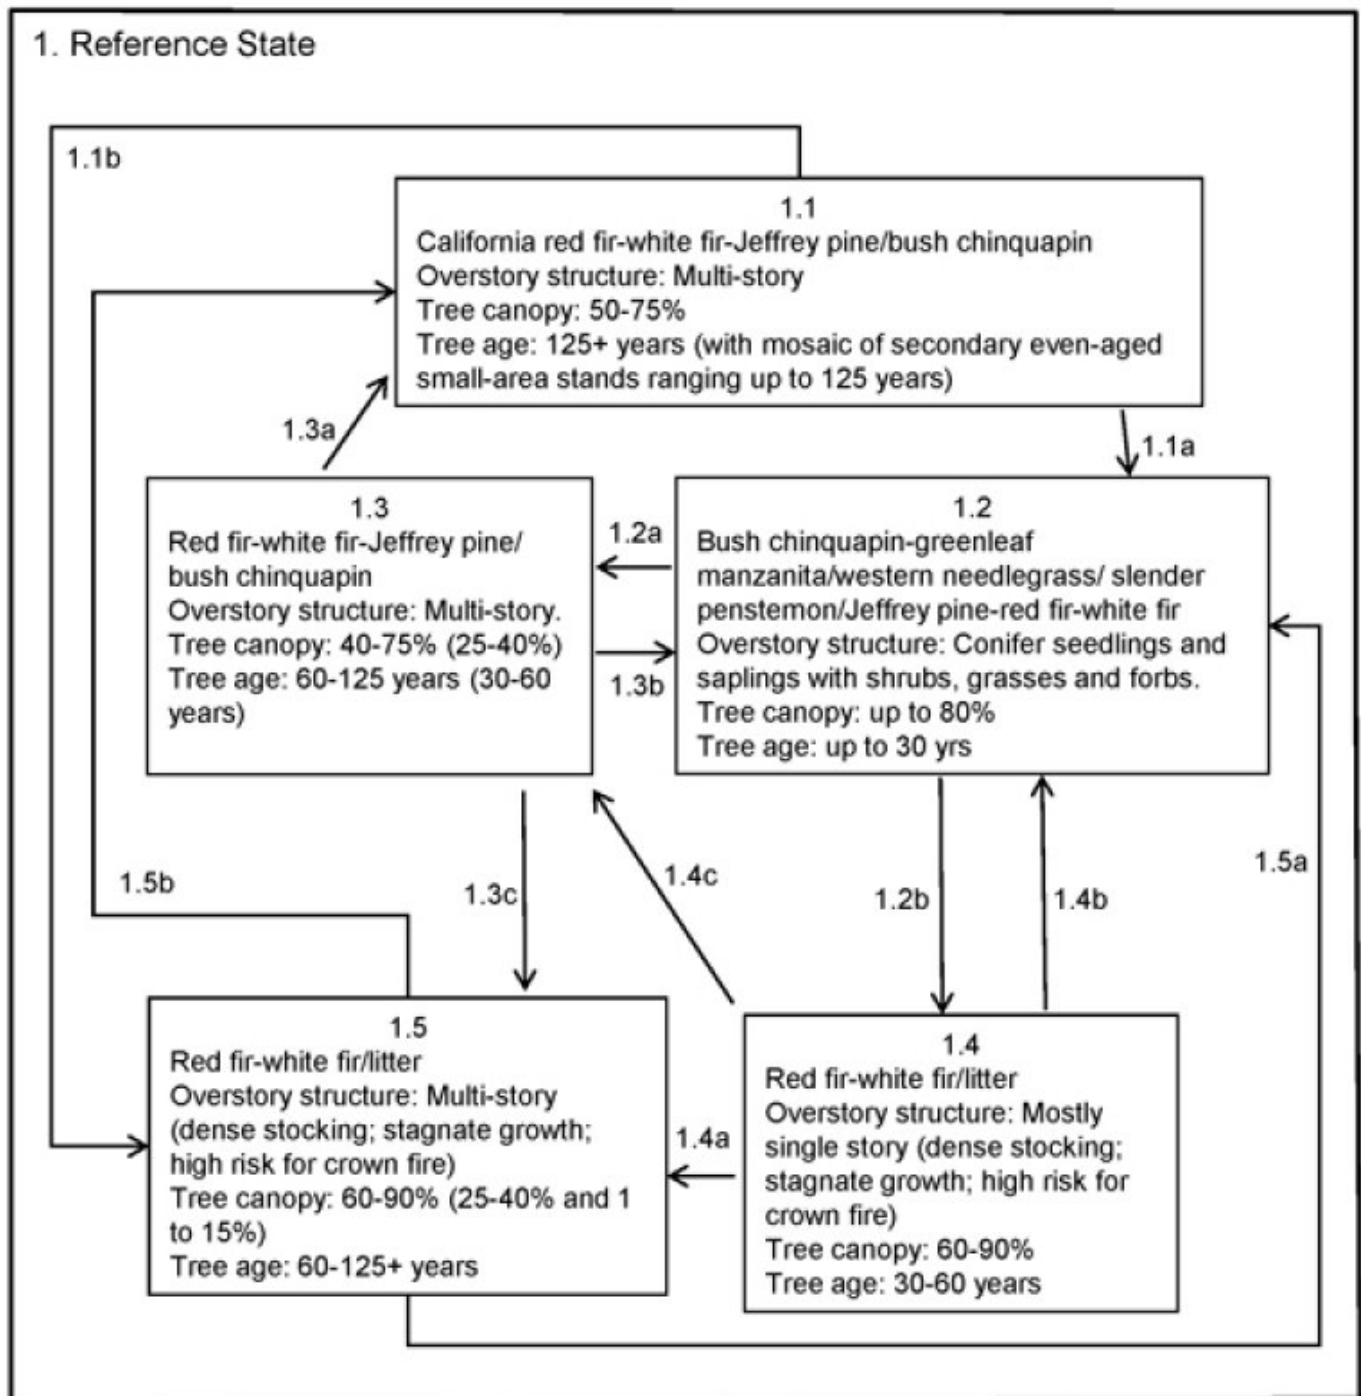 1. Reference State
1.1b
1.1
California red fir-white fir-Jeffrey pine/bush chinquapin
Overstory structure: Multi-story
Tree canopy: 50-75%
Tree age: 125+ years (with mosaic of secondary even-aged
small-area stands ranging up to 125 years)
1.3a
1.1a
1.3
Red fir-white fir-Jeffrey pine/
bush chinquapin
Overstory structure: Multi-story.
Tree canopy: 40-75% (25-40%)
Tree age: 60-125 years (30-60
years)
1.2a
1.3b
1.2
Bush chinquapin-greenleaf
manzanita/western needlegrass/ slender
penstemon/Jeffrey pine-red fir-white fir
Overstory structure: Conifer seedlings and
saplings with shrubs, grasses and forbs.
Tree canopy: up to 80%
Tree age: up to 30 yrs
1.5b
1.3c
1.4c
1.2b
1.4b
1.5a
1.5
Red fir-white fir/litter
Overstory structure: Multi-story
(dense stocking; stagnate growth;
high risk for crown fire)
Tree canopy: 60-90% (25-40% and 1
to 15%)
Tree age: 60-125+ years
1.4a
1.4
Red fir-white fir/litter
Overstory structure: Mostly
single story (dense stocking;
stagnate growth; high risk for
crown fire)
Tree canopy: 60-90%
Tree age: 30-60 years